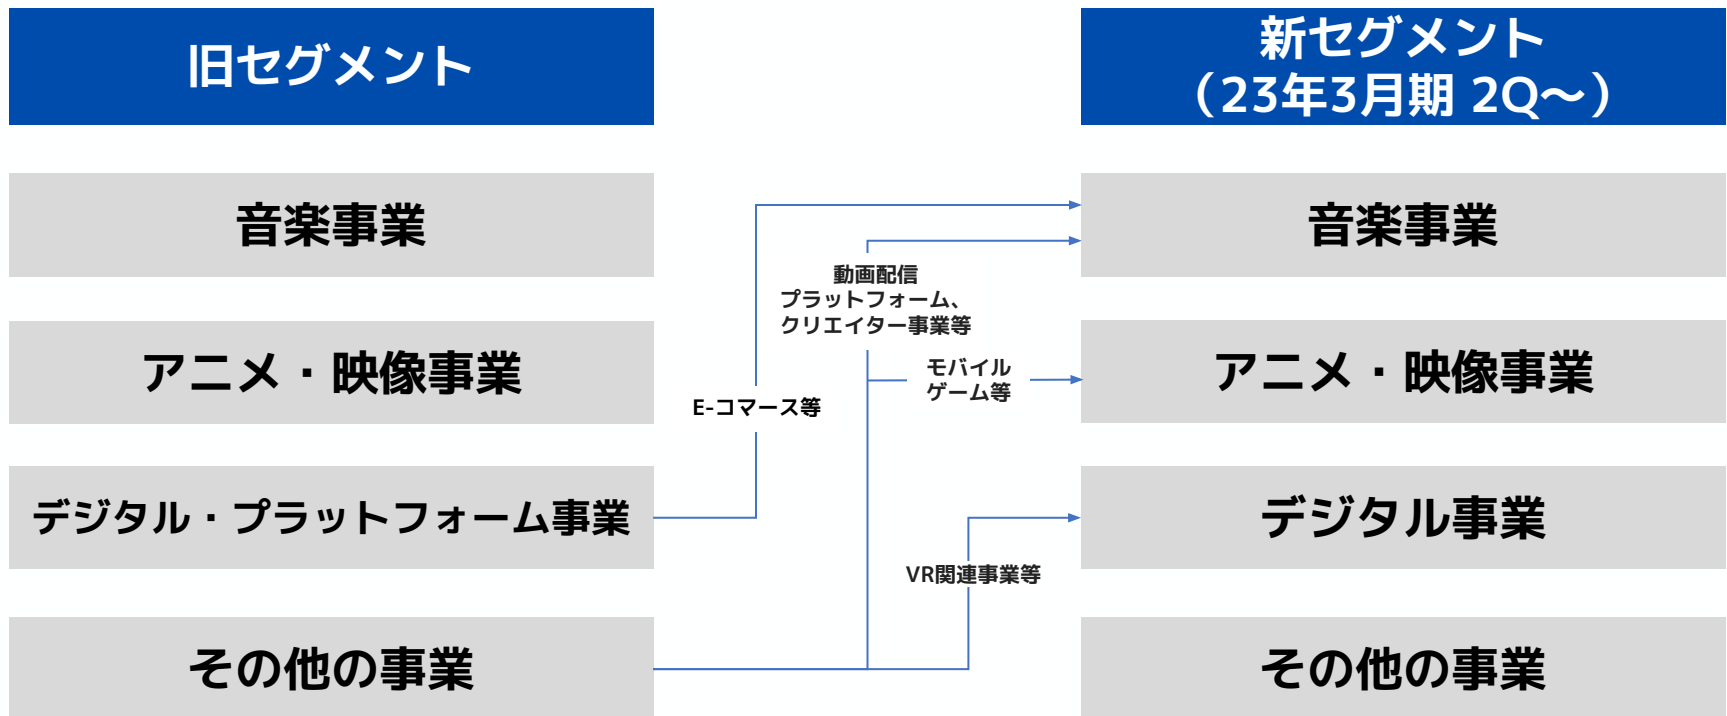 旧セグメント
新セグメント
（23年3月期 2Q～）
音楽事業
音楽事業
動画配信
プラットフォーム、
クリエイター事業等
アニメ・映像事業
モバイル
ゲーム等
アニメ・映像事業
E-コマース等
デジタル・プラットフォーム事業
デジタル事業
VR関連事業等
その他の事業
その他の事業